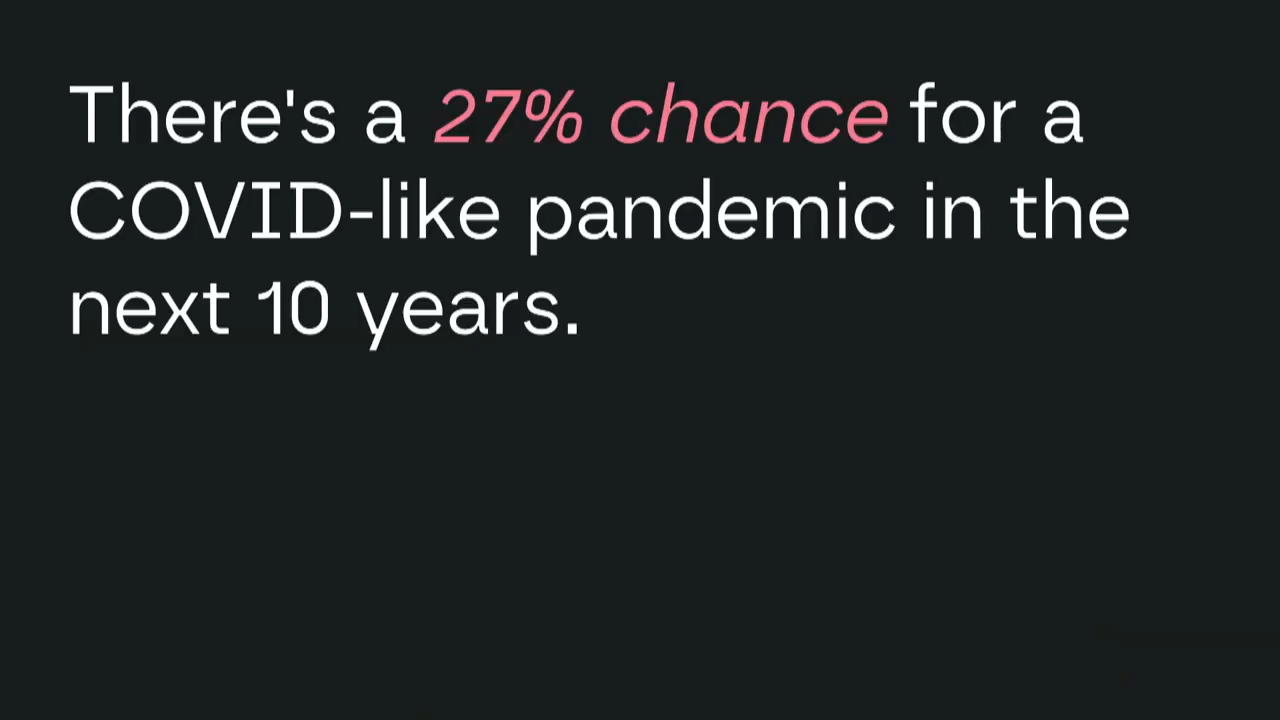 There's a 27% chance for a
COVID-like pandemic in the
next 10 years.